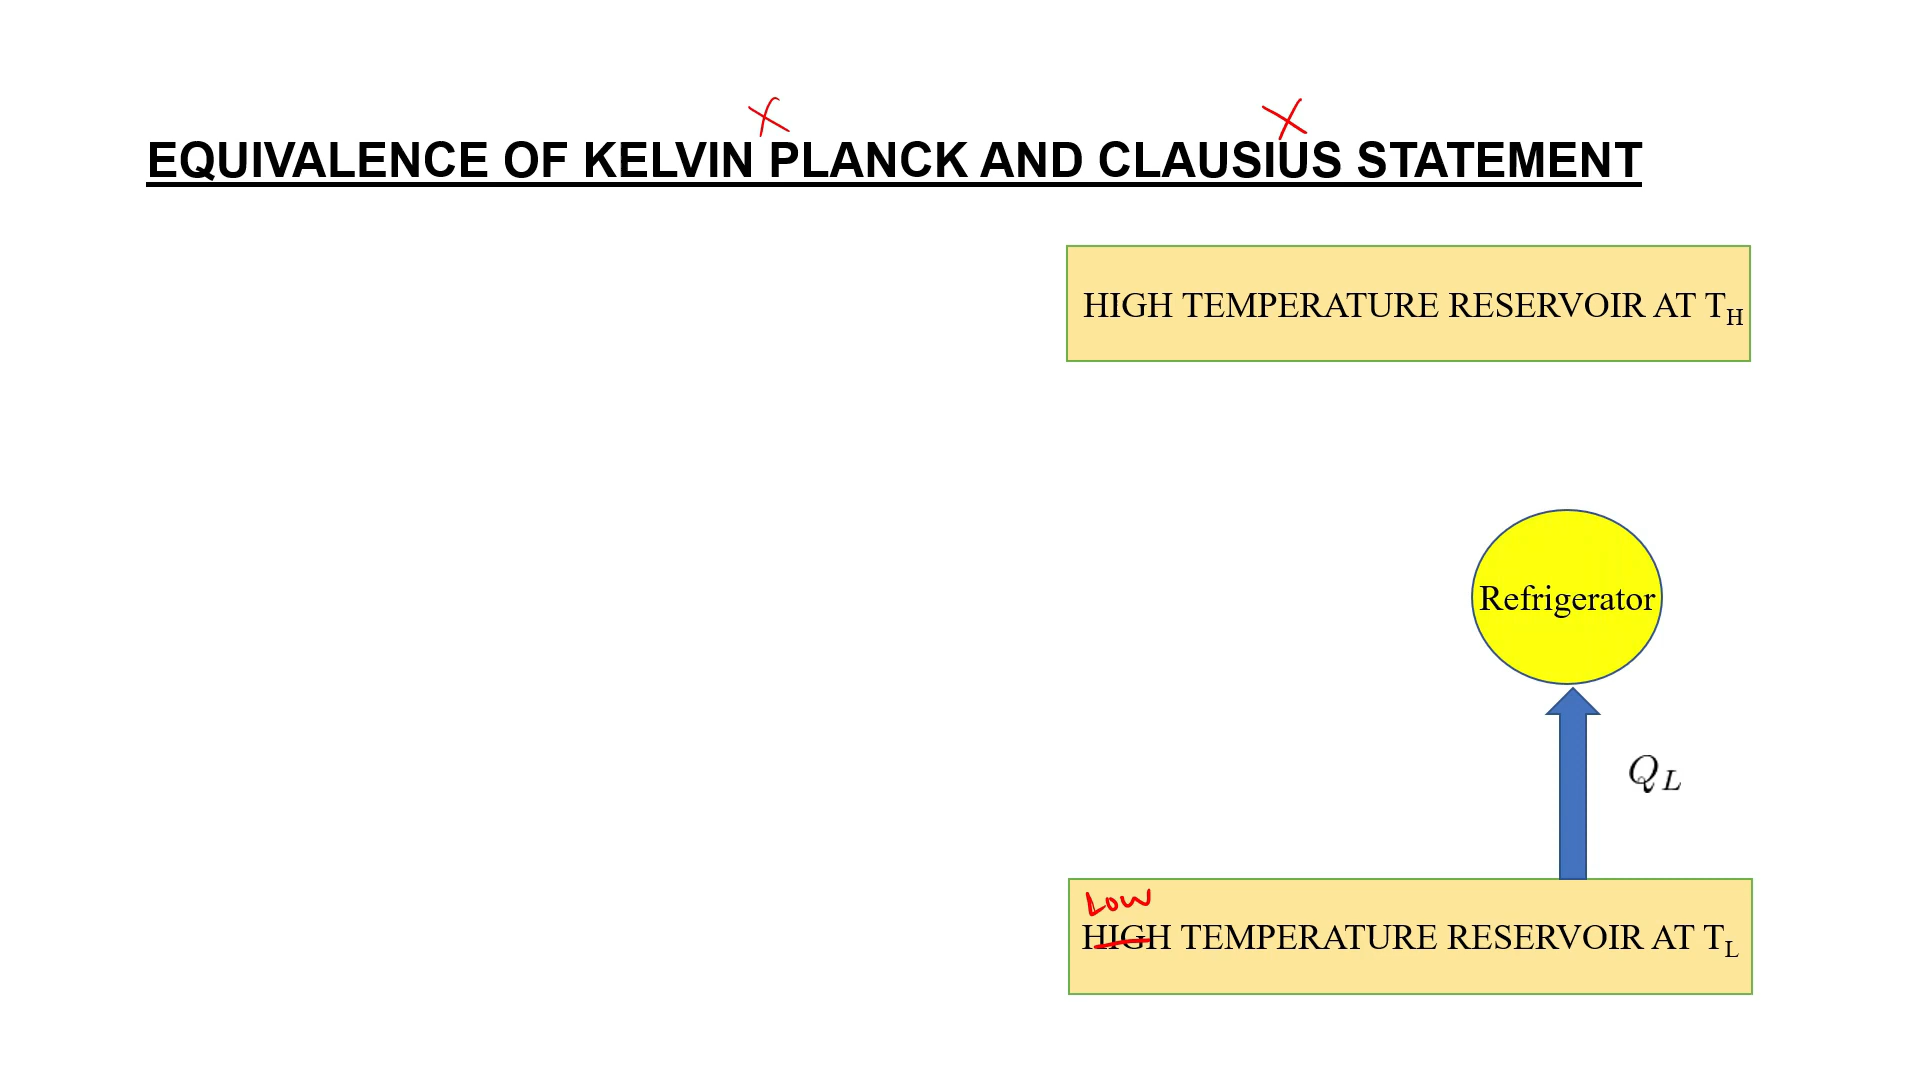 EQUIVALENCE OF KELVIN PLANCK AND CLAUSIUS STATEMENT
HIGH TEMPERATURE RESERVOIR AT TH
Refrigerator
QL
Low
HIGH TEMPERATURE RESERVOIR AT TL